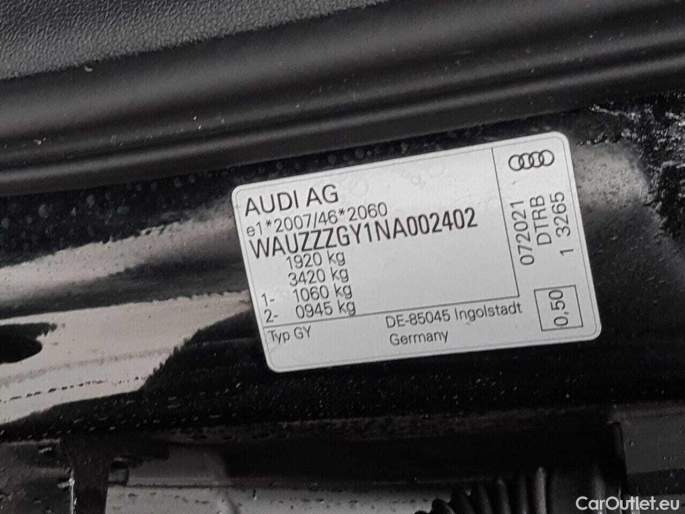 AUDI AG
e1*2007/46*2060
WAUZZZGY1NA002402
1920 kg
3420 kg
1- 1060 kg
2- 0945 kg
Typ GY
DE-85045 Ingolstadt
Germany
072021
DTRB
1 3265
0,50
CarOutlet.eu